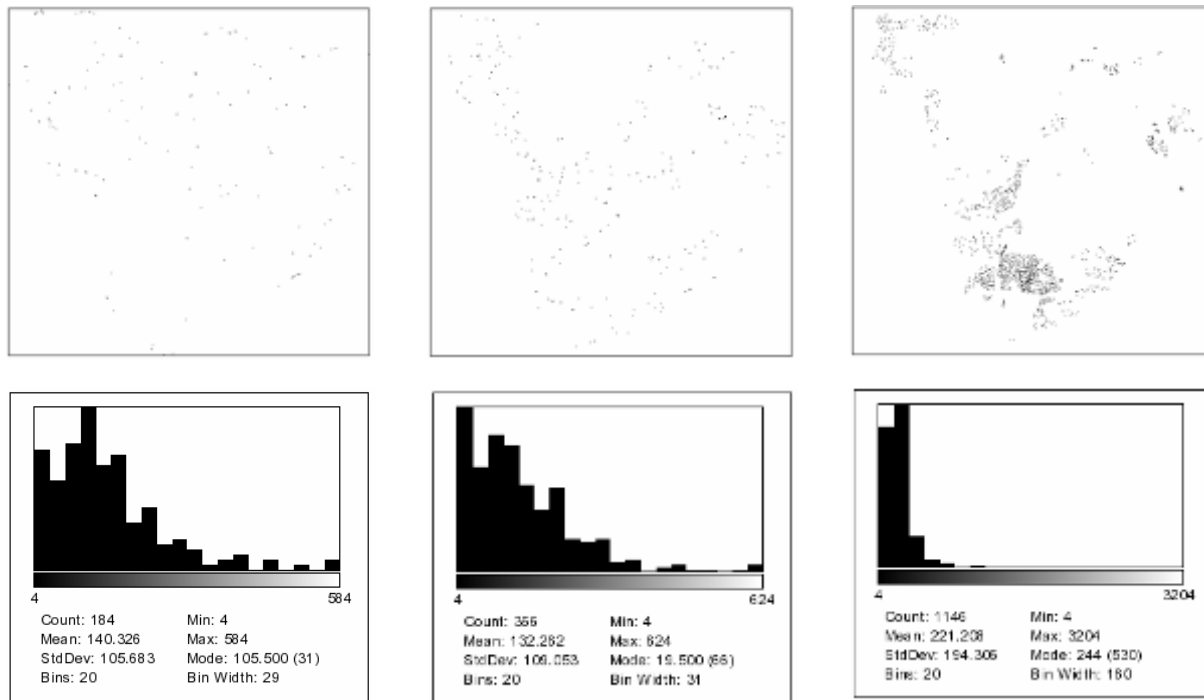 4 584
Count: 184 Min: 4
Mean: 140.326 Max: 584
StdDev: 105.683 Mode: 105.500 (31)
Bins: 20 Bin Width: 29
4 624
Count: 366 Min: 4
Mean: 132.262 Max: 624
StdDev: 109.053 Mode: 19.500 (66)
Bins: 20 Bin Width: 31
4 3204
Count: 1146 Min: 4
Mean: 221.208 Max: 3204
StdDev: 194.306 Mode: 244 (530)
Bins: 20 Bin Width: 160